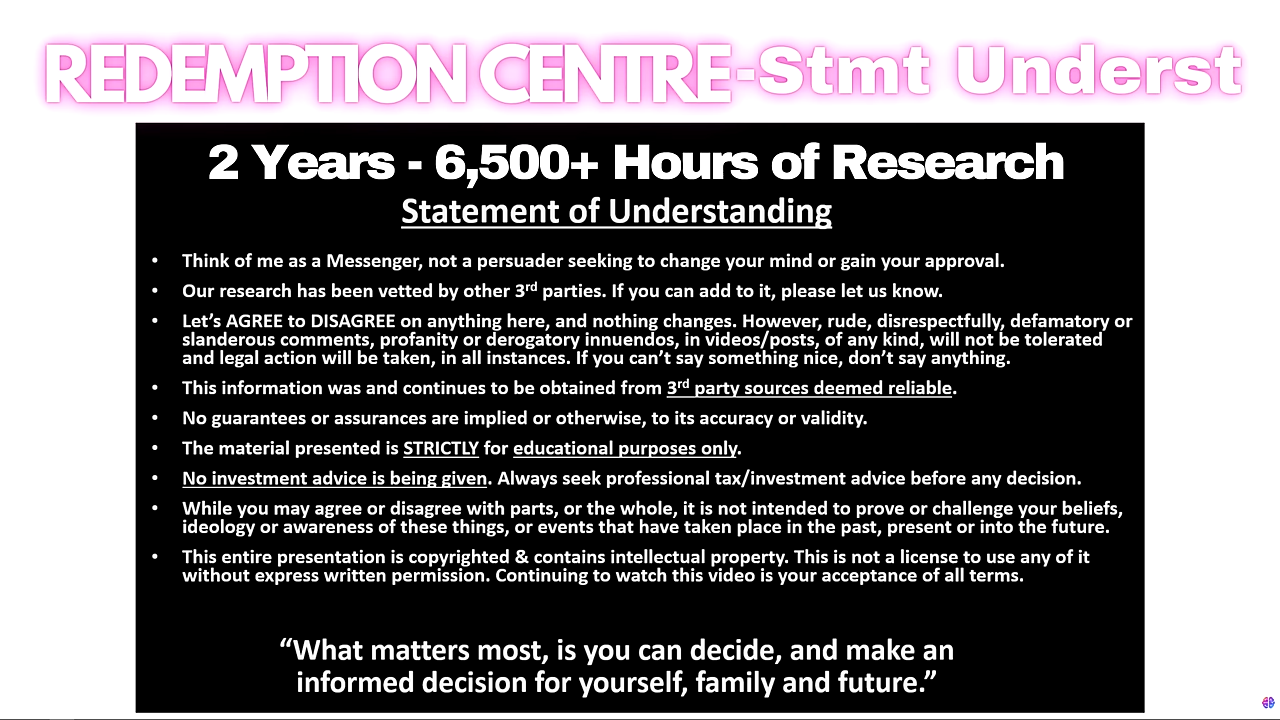 REDEMPTION CENTRE-Stmt Underst
2 Years - 6,500+ Hours of Research
Statement of Understanding
• Think of me as a Messenger, not a persuader seeking to change your mind or gain your approval.
• Our research has been vetted by other 3rd parties. If you can add to it, please let us know.
• Let's AGREE to DISAGREE on anything here, and nothing changes. However, rude, disrespectfully, defamatory or
slanderous comments, profanity or derogatory innuendos, in videos/posts, of any kind, will not be tolerated
and legal action will be taken, in all instances. If you can't say something nice, don't say anything.
• This information was and continues to be obtained from 3rd party sources deemed reliable.
• No guarantees or assurances are implied or otherwise, to its accuracy or validity.
• The material presented is STRICTLY for educational purposes only.
• No investment advice is being given. Always seek professional tax/investment advice before any decision.
• While you may agree or disagree with parts, or the whole, it is not intended to prove or challenge your beliefs,
ideology or awareness of these things, or events that have taken place in the past, present or into the future.
• This entire presentation is copyrighted & contains intellectual property. This is not a license to use any of it
without express written permission. Continuing to watch this video is your acceptance of all terms.
“What matters most, is you can decide, and make an
informed decision for yourself, family and future.”